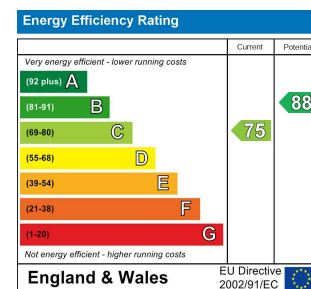 Energy Efficiency Rating
Current Potentia
Very energy efficient - lower running costs
(92 plus) A
(81-91) B
88
(69-80) C
75
(55-68) D
(39-54) E
(21-38) F
(1-20) G
Not energy efficient - higher running costs
England & Wales
EU Directive
2002/91/EC